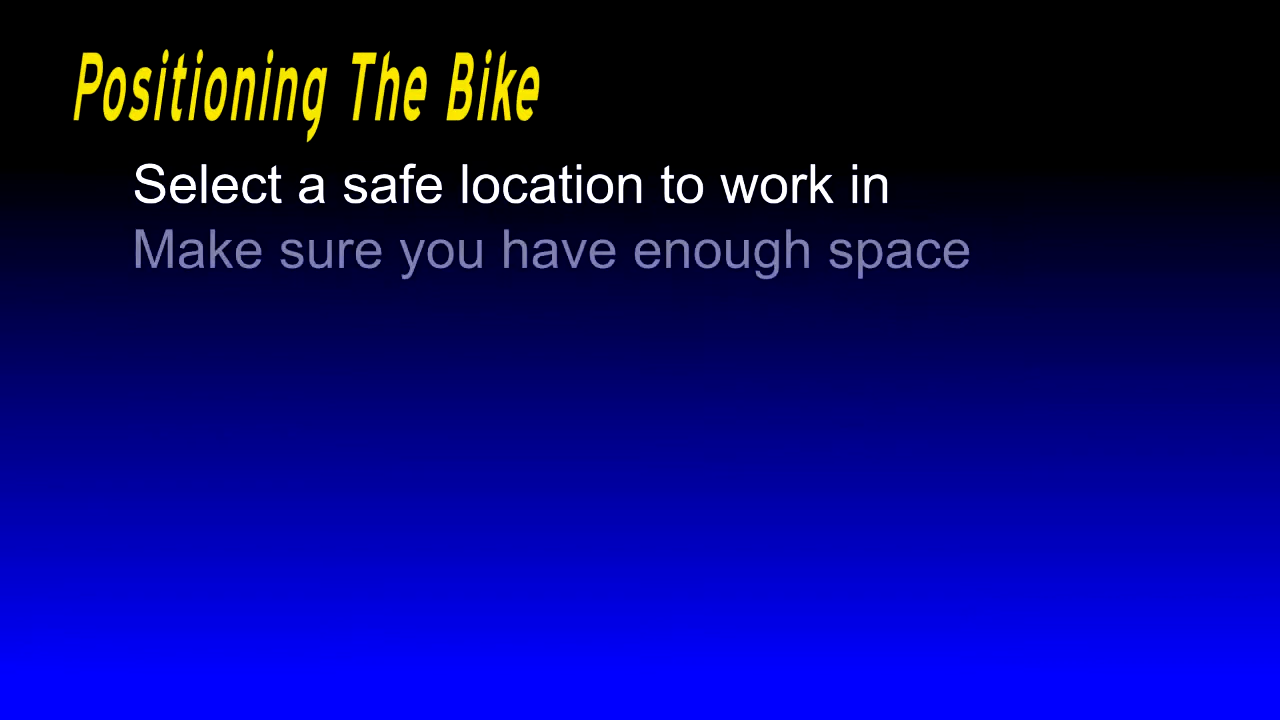 Positioning The Bike
Select a safe location to work in
Make sure you have enough space